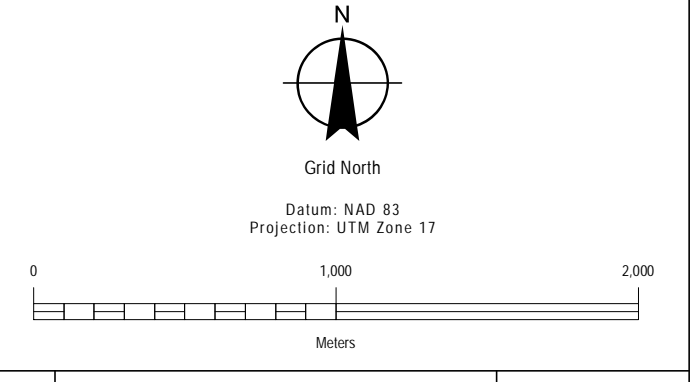 N
Grid North
Datum: NAD 83
Projection: UTM Zone 17
0 1,000 2,000
Meters